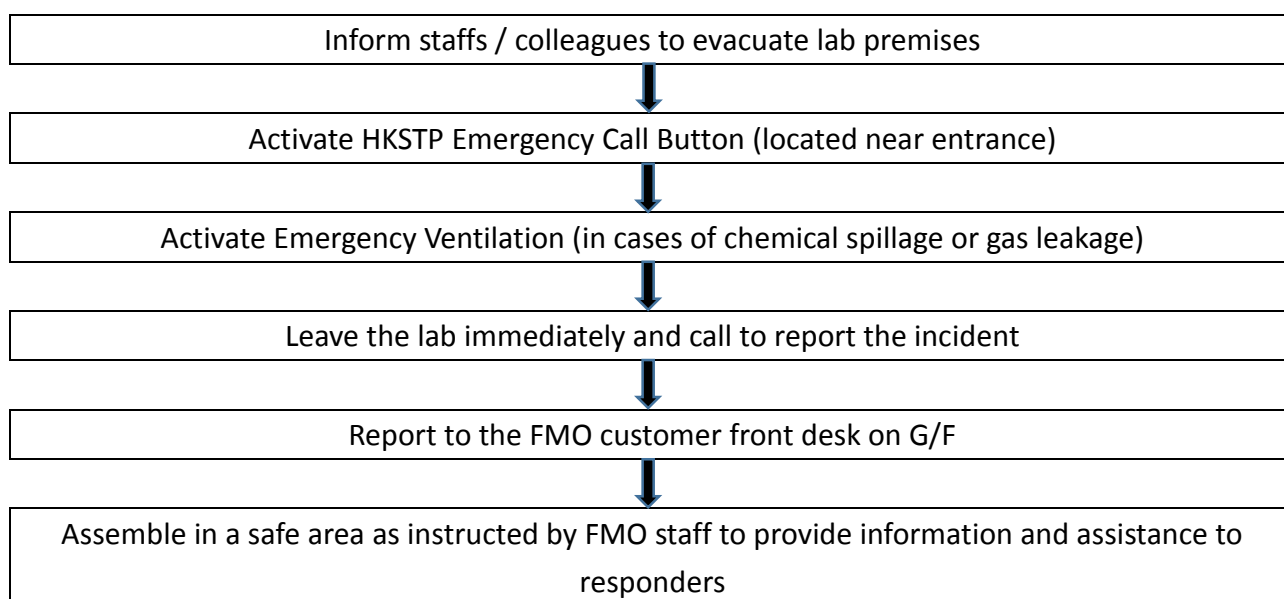 Inform staffs / colleagues to evacuate lab premises
Activate HKSTP Emergency Call Button (located near entrance)
Activate Emergency Ventilation (in cases of chemical spillage or gas leakage)
Leave the lab immediately and call to report the incident
Report to the FMO customer front desk on G/F
Assemble in a safe area as instructed by FMO staff to provide information and assistance to
responders